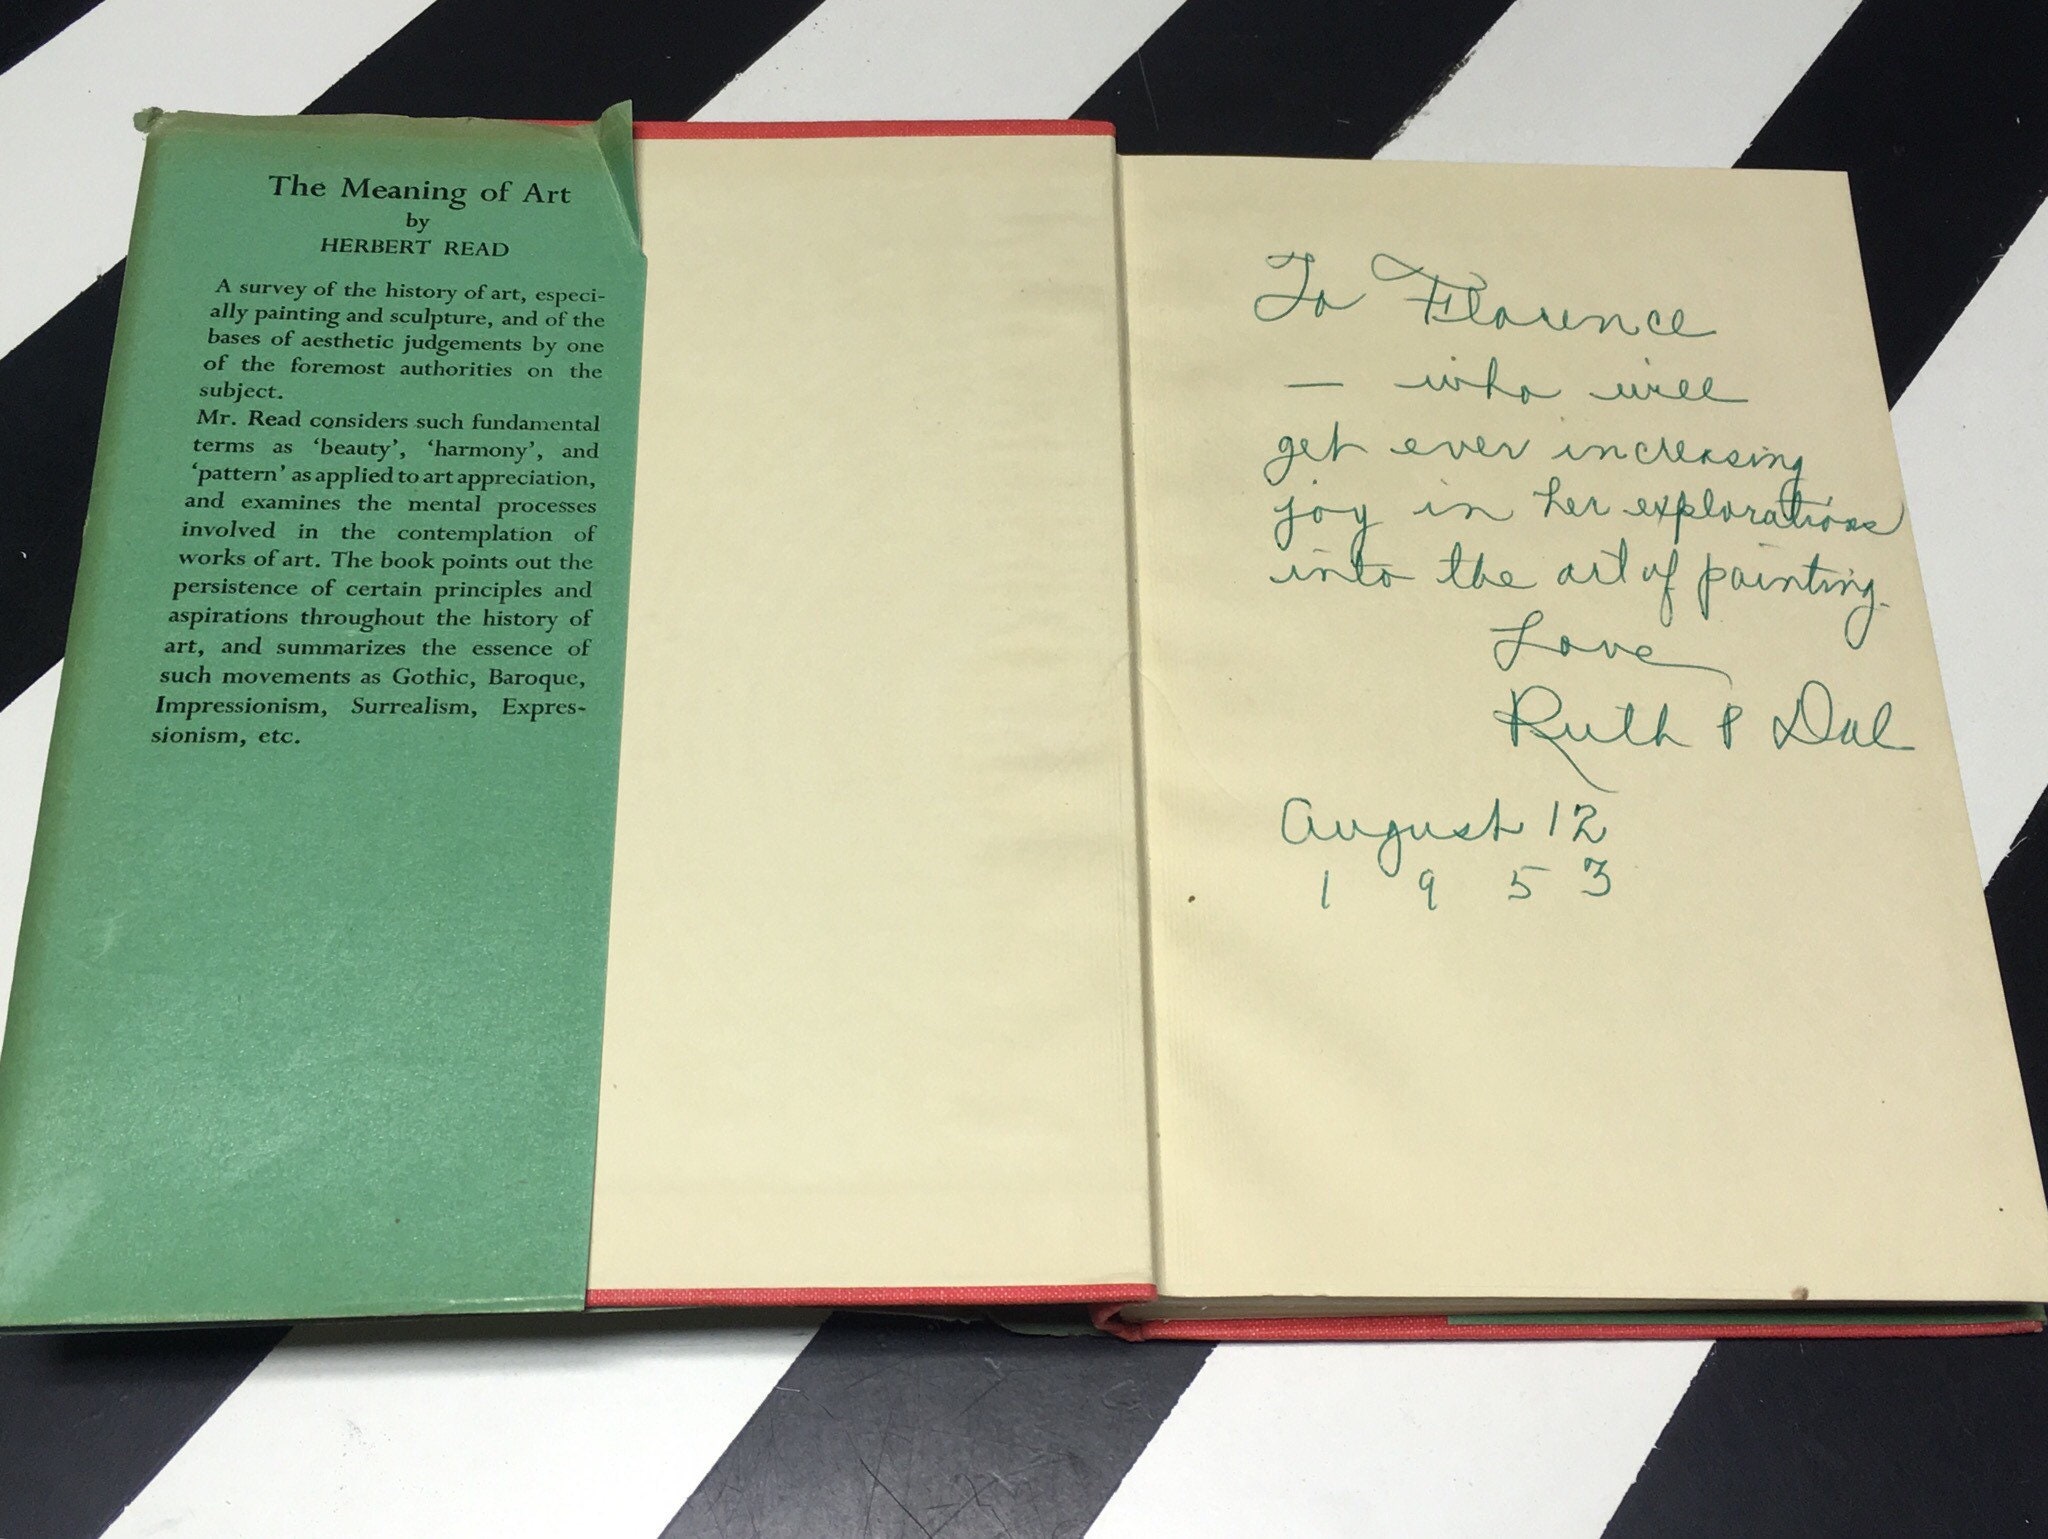 The Meaning of Art
by
HERBERT READ
A survey of the history of art, especi-
ally painting and sculpture, and of the
bases of aesthetic judgements by one
of the foremost authorities on the
subject.
Mr. Read considers such fundamental
terms as ‘beauty’, ‘harmony’, and
‘pattern’ as applied to art appreciation,
and examines the mental processes
involved in the contemplation of
works of art. The book points out the
persistence of certain principles and
aspirations throughout the history of
art, and summarizes the essence of
such movements as Gothic, Baroque,
Impressionism, Surrealism, Expres-
sionism, etc.
To Florence
— who will
get ever increasing
joy in her explorations
into the art of painting.
Love
Ruth & Dal
August 12
1953